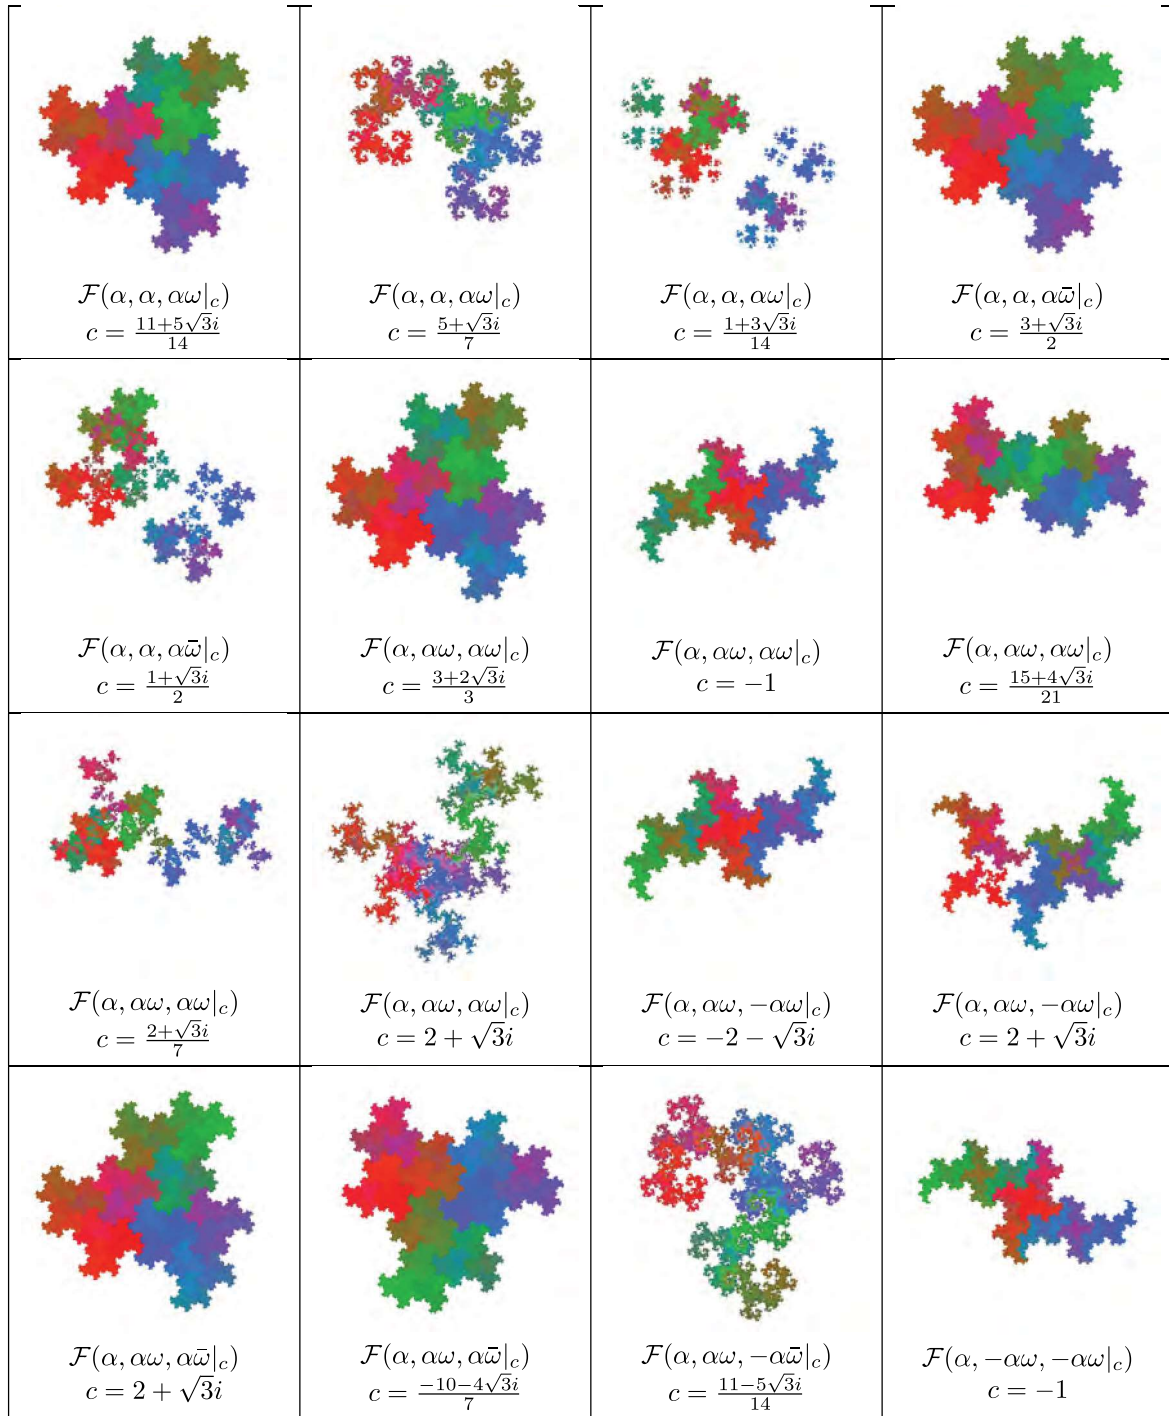 𝓕(α, α, αω|_c)
c = (11+5√3i)/14
𝓕(α, α, αω|_c)
c = (5+√3i)/7
𝓕(α, α, αω|_c)
c = (1+3√3i)/14
𝓕(α, α, αω̄|_c)
c = (3+√3i)/2
𝓕(α, α, αω̄|_c)
c = (1+√3i)/2
𝓕(α, αω, αω|_c)
c = (3+2√3i)/3
𝓕(α, αω, αω|_c)
c = −1
𝓕(α, αω, αω|_c)
c = (15+4√3i)/21
𝓕(α, αω, αω|_c)
c = (2+√3i)/7
𝓕(α, αω, αω|_c)
c = 2 + √3i
𝓕(α, αω, −αω|_c)
c = −2 − √3i
𝓕(α, αω, −αω|_c)
c = 2 + √3i
𝓕(α, αω, αω̄|_c)
c = 2 + √3i
𝓕(α, αω, αω̄|_c)
c = (−10−4√3i)/7
𝓕(α, αω, −αω̄|_c)
c = (11−5√3i)/14
𝓕(α, −αω, −αω|_c)
c = −1